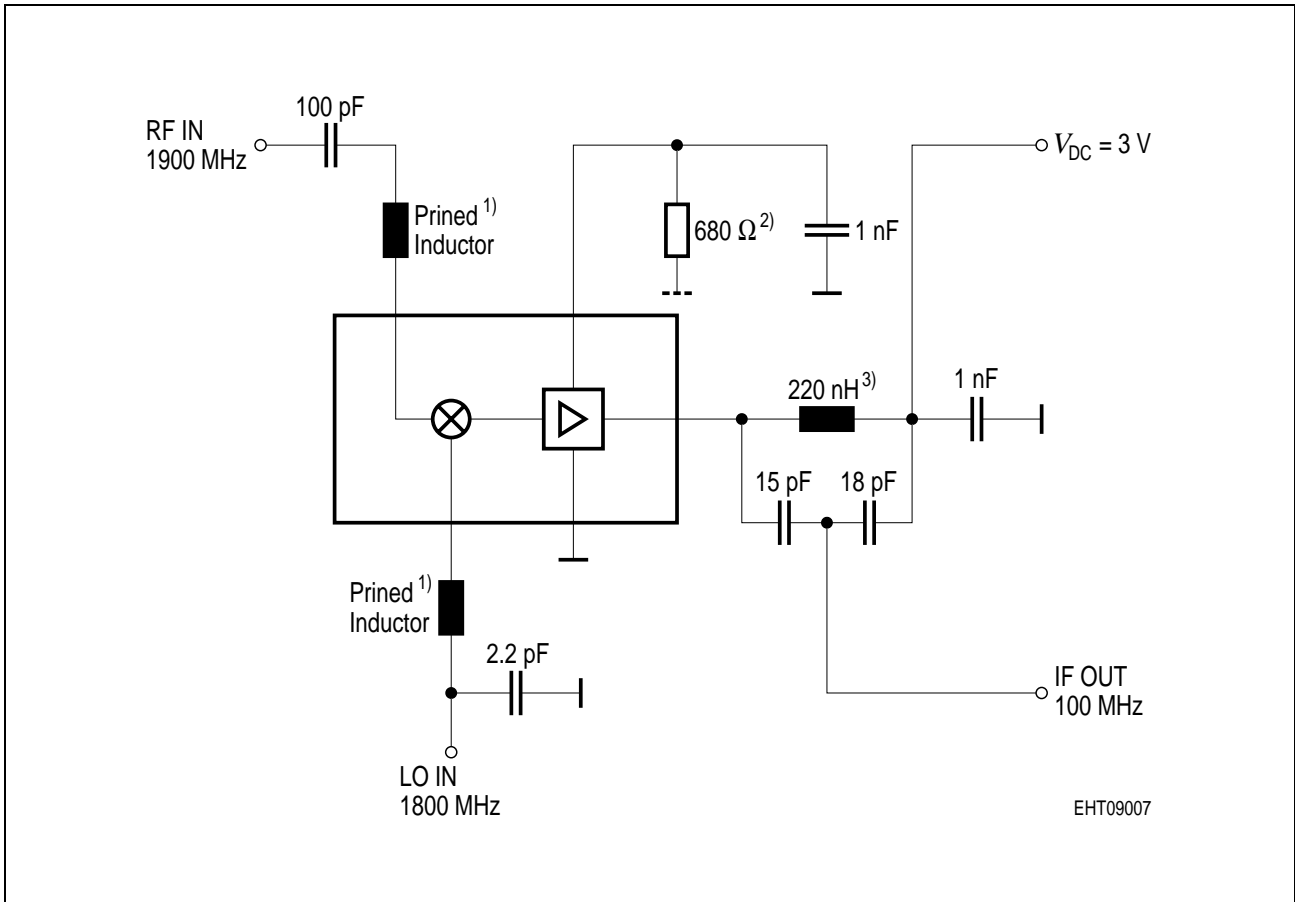 100 pF
RF IN
1900 MHz
Prined 1)
Inductor
680 Ω 2)
1 nF
VDC = 3 V
220 nH 3)
1 nF
15 pF
18 pF
Prined 1)
Inductor
2.2 pF
LO IN
1800 MHz
IF OUT
100 MHz
EHT09007